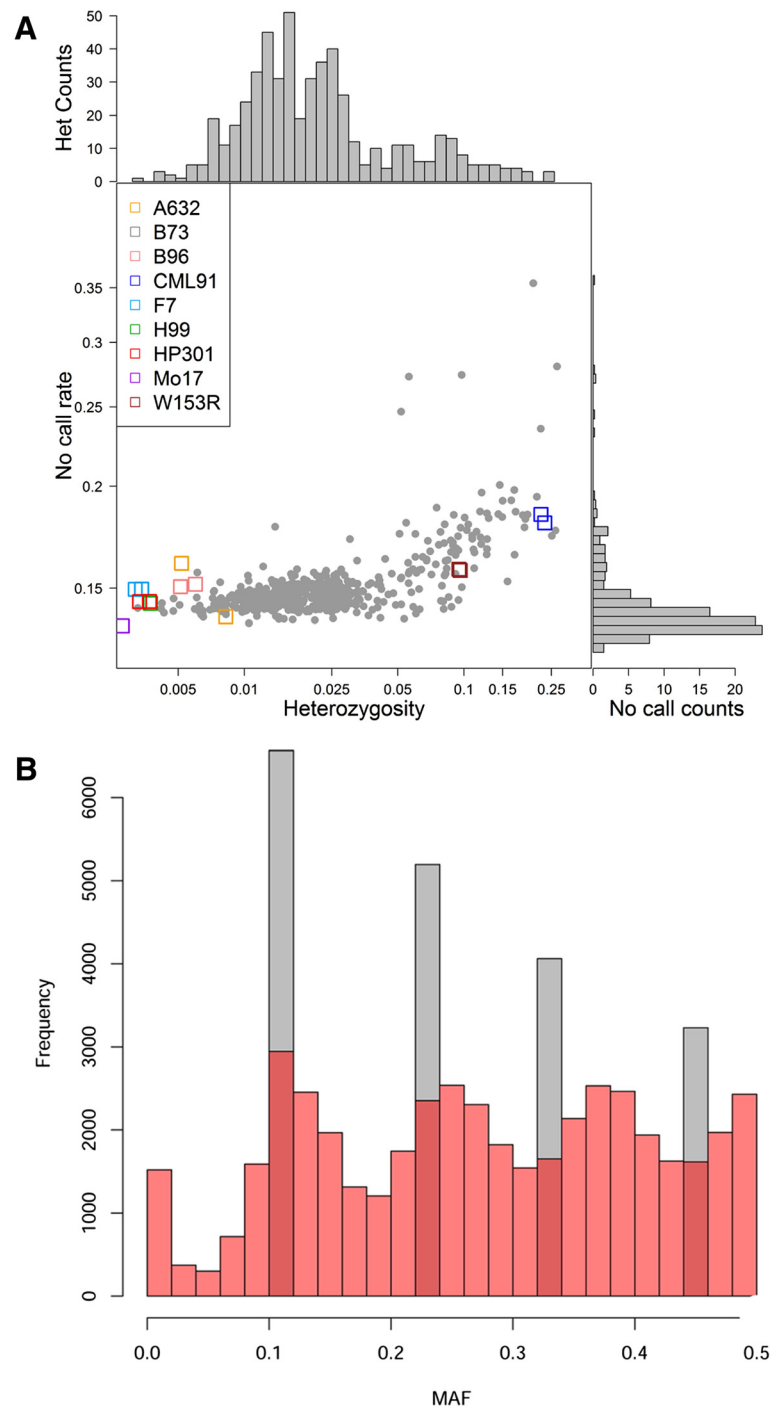 A
Het Counts
50
40
30
20
10
0
A632
B73
B96
CML91
F7
H99
HP301
Mo17
W153R
No call rate
0.35
0.3
0.25
0.2
0.15
0.005 0.01 0.025 0.05 0.1 0.15 0.25
Heterozygosity
0 5 10 15 20
No call counts
B
Frequency
6000
5000
4000
3000
2000
1000
0
0.0 0.1 0.2 0.3 0.4 0.5
MAF